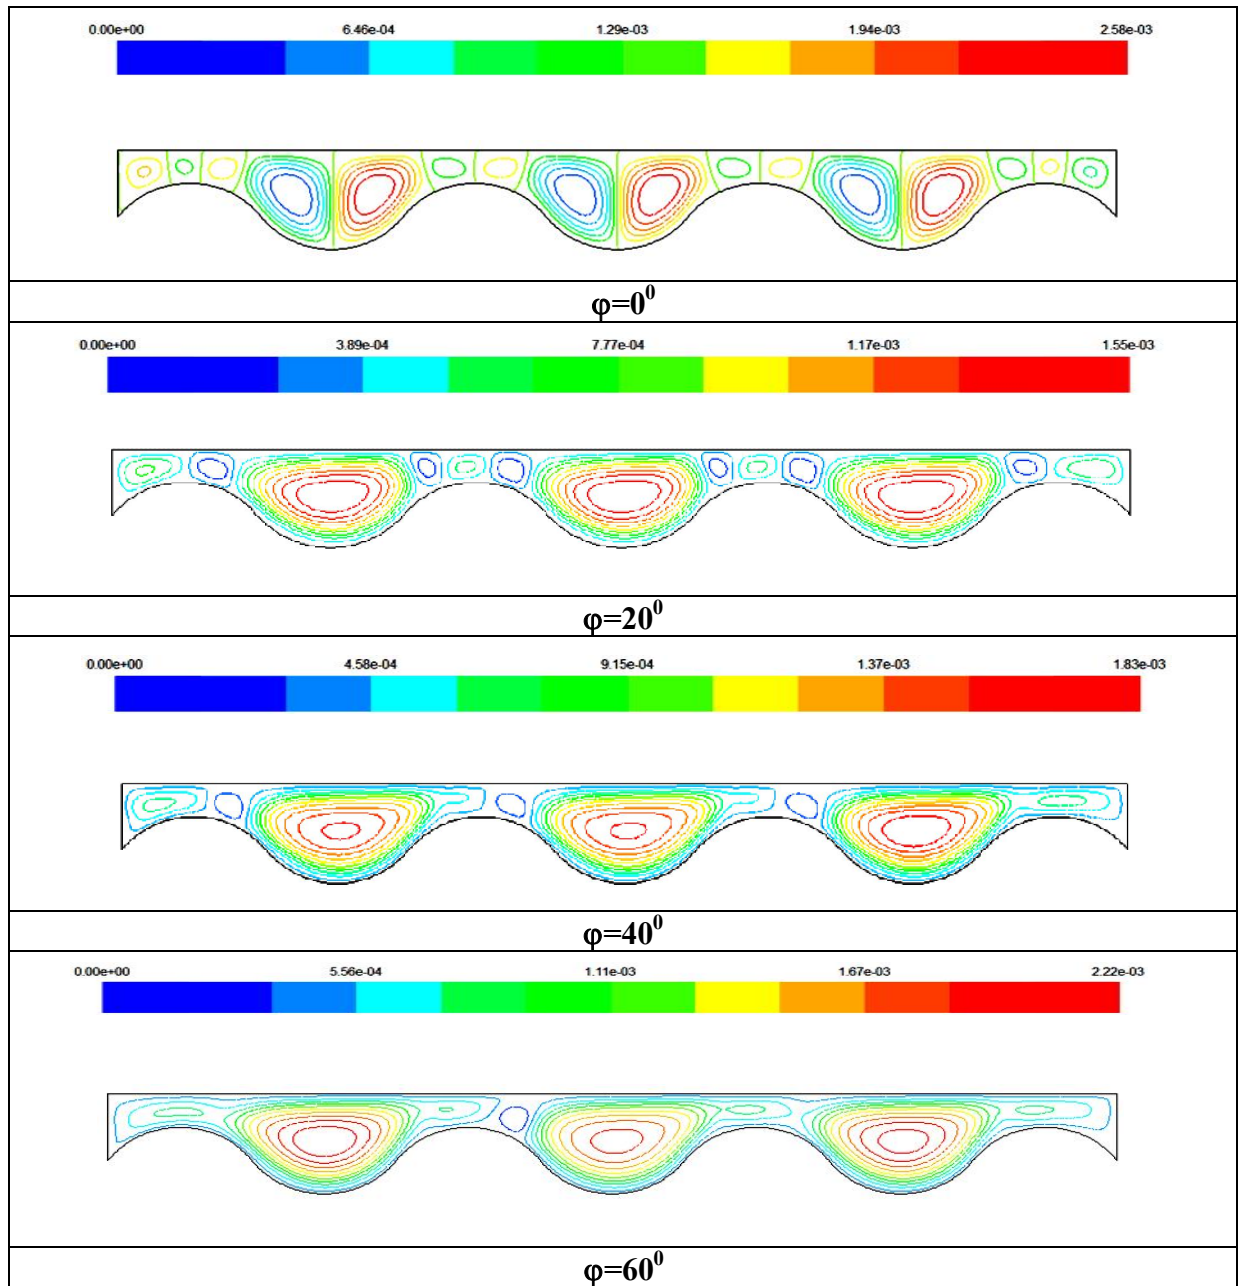 0.00e+00 6.46e-04 1.29e-03 1.94e-03 2.58e-03
φ=0⁰
0.00e+00 3.89e-04 7.77e-04 1.17e-03 1.55e-03
φ=20⁰
0.00e+00 4.58e-04 9.15e-04 1.37e-03 1.83e-03
φ=40⁰
0.00e+00 5.56e-04 1.11e-03 1.67e-03 2.22e-03
φ=60⁰